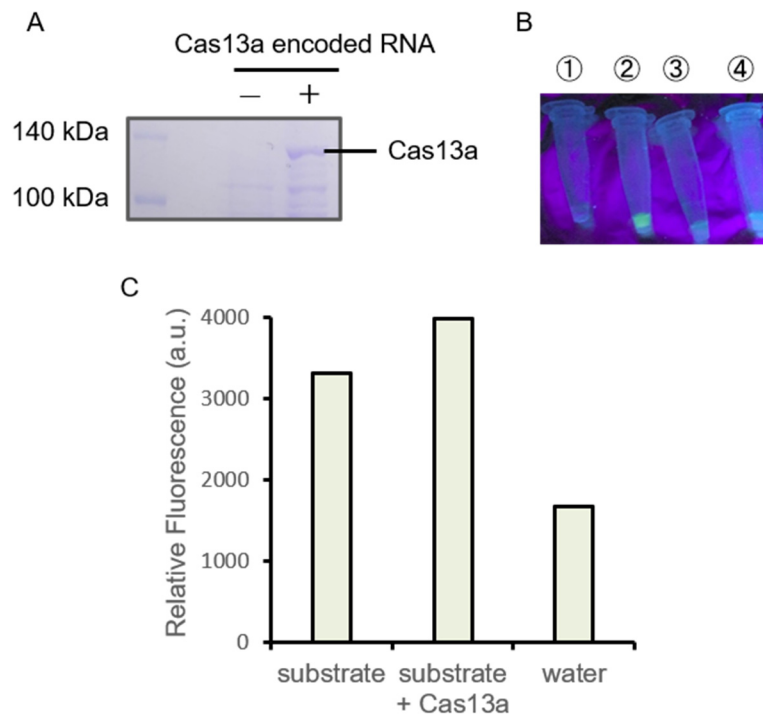 A
Cas13a encoded RNA
– +
140 kDa
Cas13a
100 kDa
B
① ② ③ ④
C
Relative Fluorescence (a.u.)
4000
3000
2000
1000
0
substrate
substrate
+ Cas13a
water